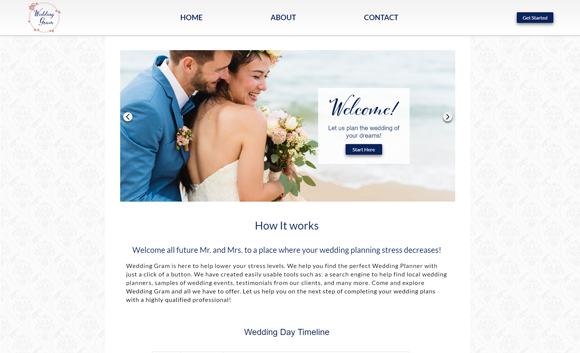 Wedding
Gram
HOME
ABOUT
CONTACT
Get Started
Welcome!
Let us plan the wedding of
your dreams!
Start Here
How It works
Welcome all future Mr. and Mrs. to a place where your wedding planning stress decreases!
Wedding Gram is here to help lower your stress levels. We help you find the perfect Wedding Planner with
just a click of a button. We have created easily usable tools such as: a search engine to help find local wedding
planners, samples of wedding events, testimonials from our clients, and many more. Come and explore
Wedding Gram and all we have to offer. Let us help you on the next step of completing your wedding plans
with a highly qualified professional!
Wedding Day Timeline